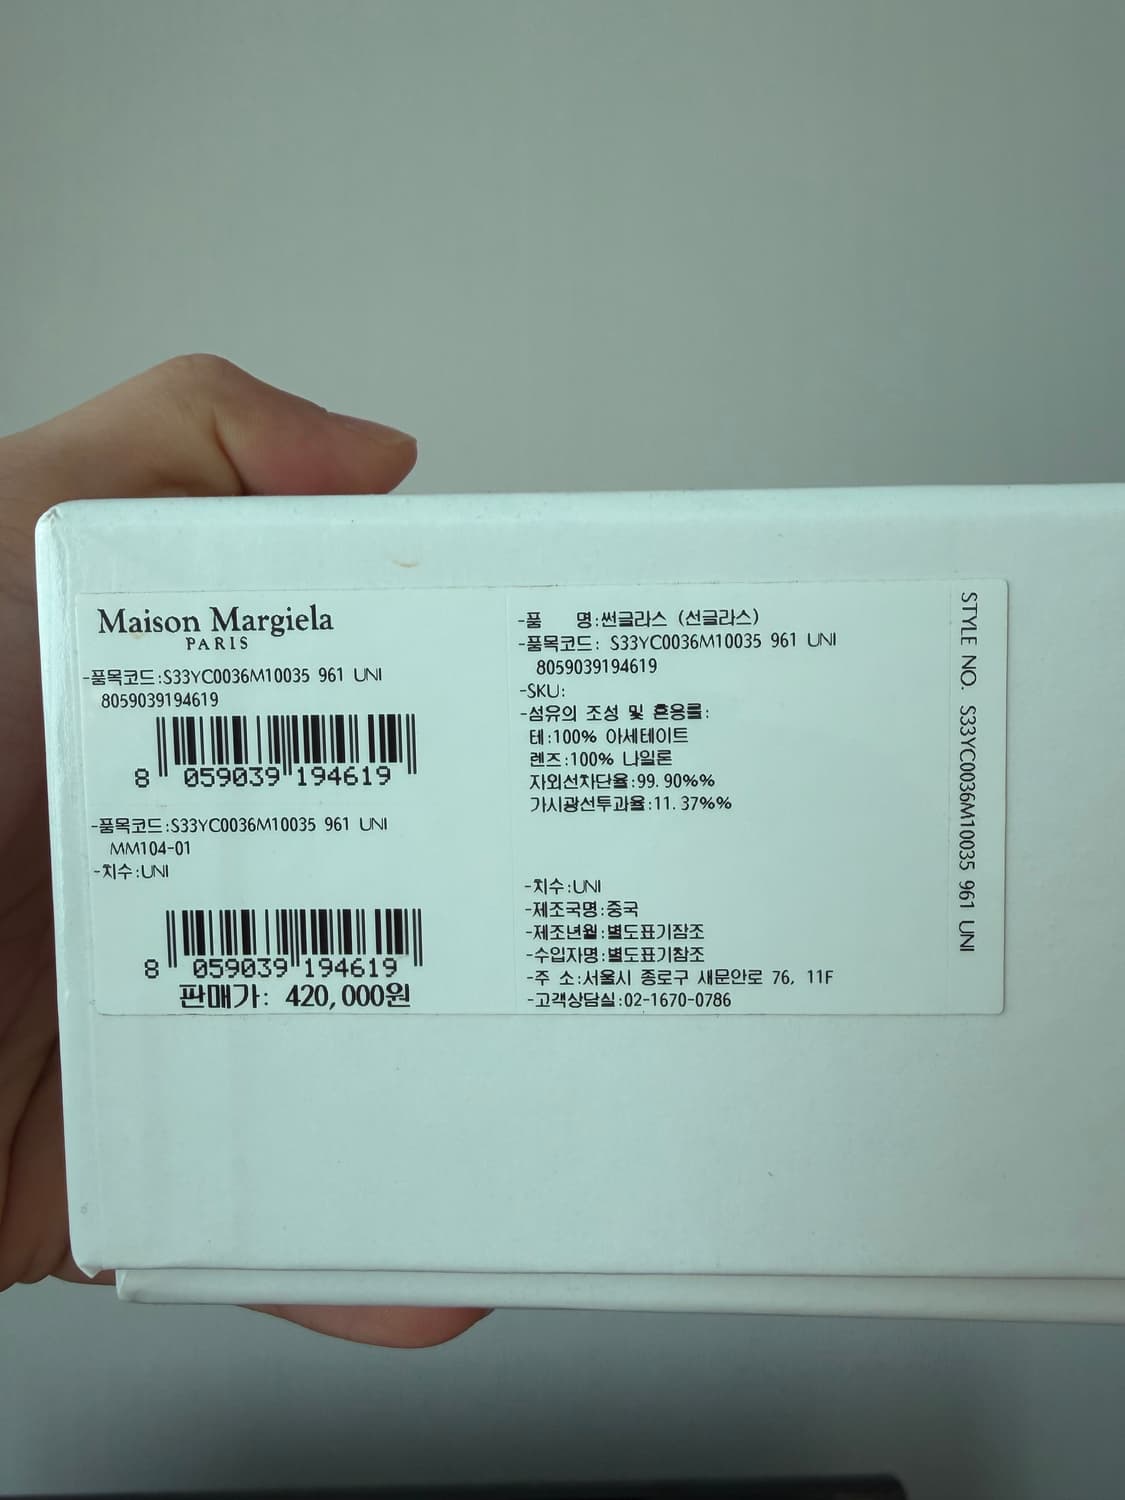 Maison Margiela
PARIS
-품목코드:S33YC0036M10035 961 UNI
8059039194619
8 059039 194619
-품목코드:S33YC0036M10035 961 UNI
MM104-01
-치수:UNI
8 059039 194619
판매가: 420,000원
-품 명:썬글라스 (선글라스)
-품목코드: S33YC0036M10035 961 UNI
8059039194619
-SKU:
-섬유의 조성 및 혼용률:
테:100% 아세테이트
렌즈:100% 나일론
자외선차단율:99.90%%
가시광선투과율:11.37%%
-치수:UNI
-제조국명:중국
-제조년월:별도표기참조
-수입자명:별도표기참조
-주 소:서울시 종로구 새문안로 76, 11F
-고객상담실:02-1670-0786
STYLE NO. S33YC0036M10035 961 UNI